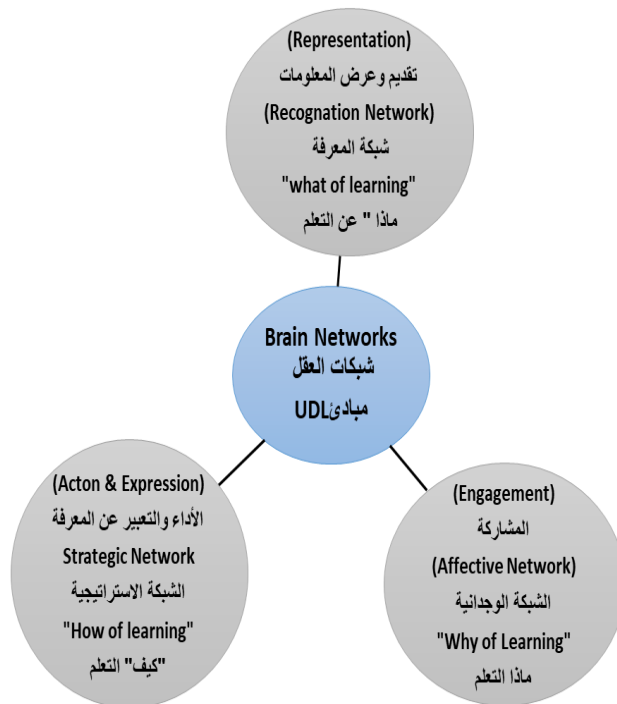 (Representation)
تقديم وعرض المعلومات
(Recognation Network)
شبكة المعرفة
"what of learning"
ماذا " عن التعلم
Brain Networks
شبكات العقل
مبادئUDL
(Acton & Expression)
الأداء والتعبير عن المعرفة
Strategic Network
الشبكة الاستراتيجية
"How of learning"
"كيف" التعلم
(Engagement)
المشاركة
(Affective Network)
الشبكة الوجدانية
"Why of Learning"
ماذا التعلم